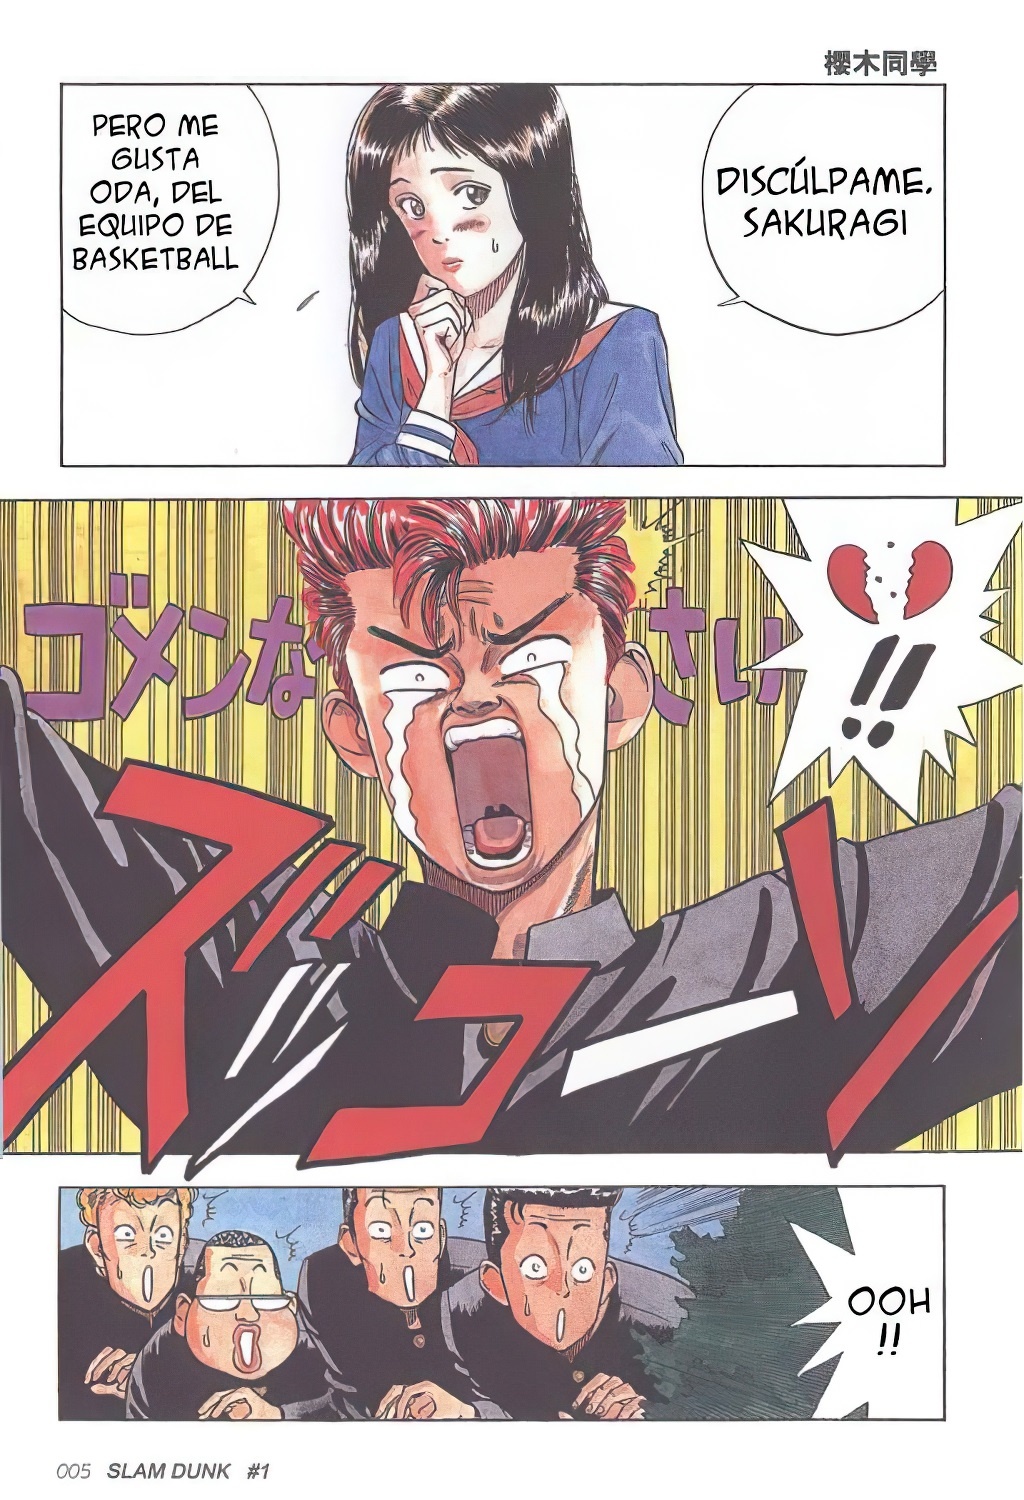 櫻木同學
DISCÚLPAME.
SAKURAGI
PERO ME
GUSTA
ODA, DEL
EQUIPO DE
BASKETBALL
!!
ゴメンなさい
ズッコーン
OOH
!!
005 SLAM DUNK #1